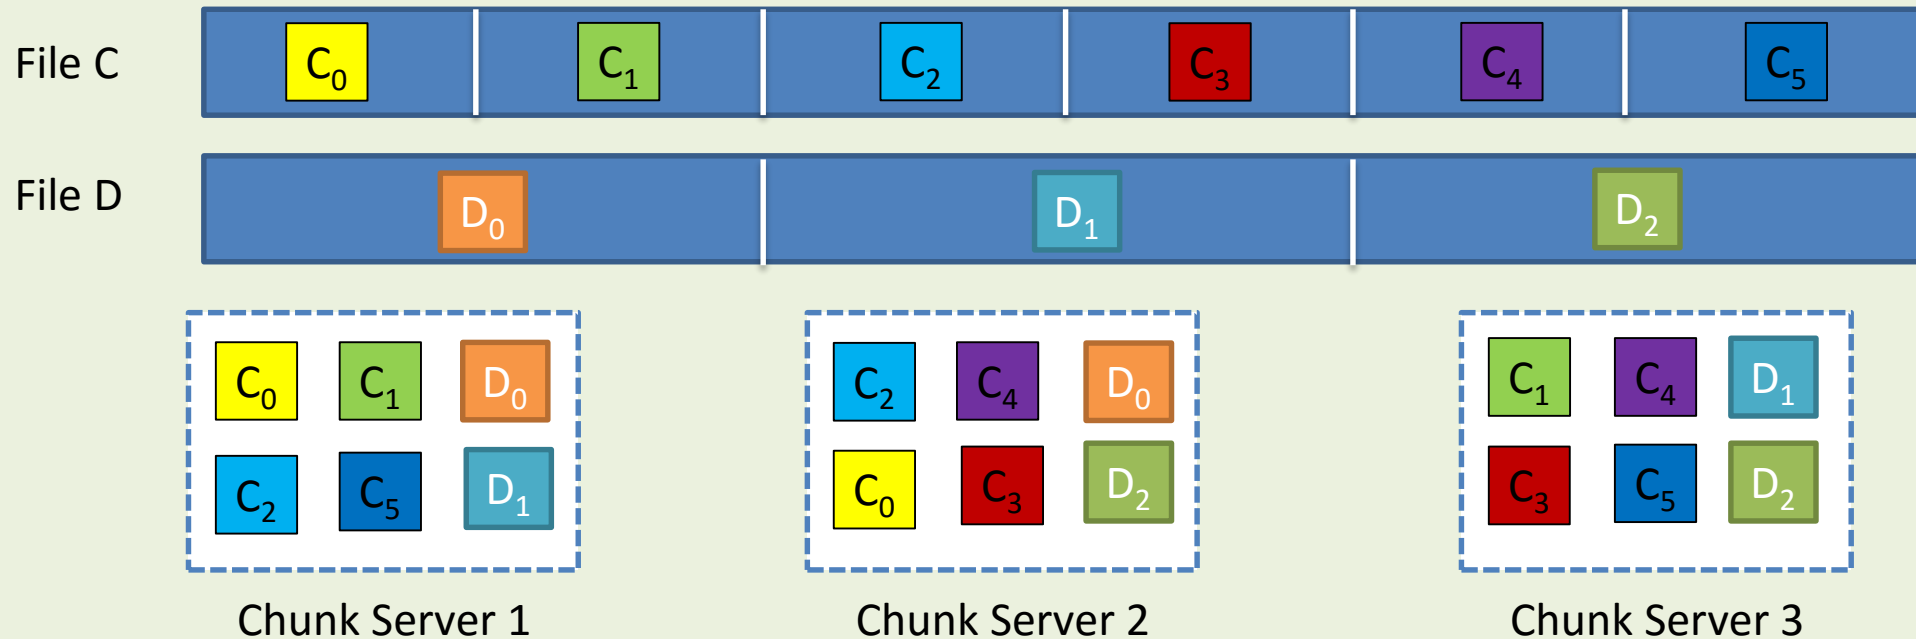 File C C₀ C₁ C₂ C₃ C₄ C₅
File D D₀ D₁ D₂
C₀ C₁ D₀
C₂ C₅ D₁
Chunk Server 1
C₂ C₄ D₀
C₀ C₃ D₂
Chunk Server 2
C₁ C₄ D₁
C₃ C₅ D₂
Chunk Server 3